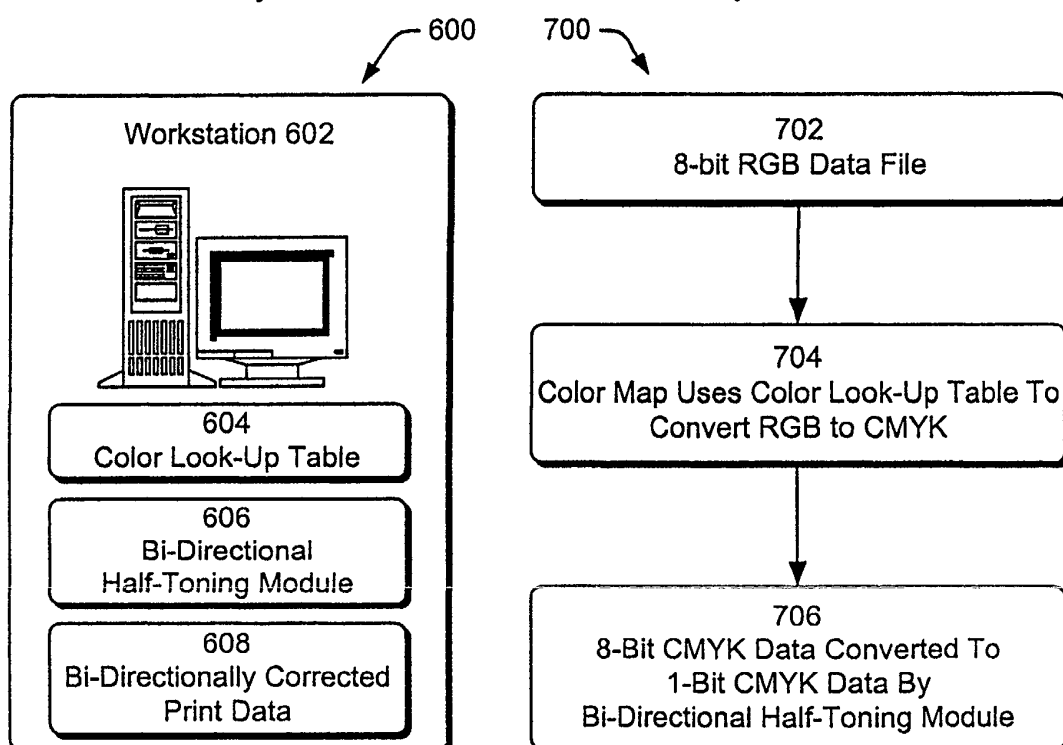 600
700
Workstation 602
604
Color Look-Up Table
606
Bi-Directional
Half-Toning Module
608
Bi-Directionally Corrected
Print Data
702
8-bit RGB Data File
704
Color Map Uses Color Look-Up Table To
Convert RGB to CMYK
706
8-Bit CMYK Data Converted To
1-Bit CMYK Data By
Bi-Directional Half-Toning Module